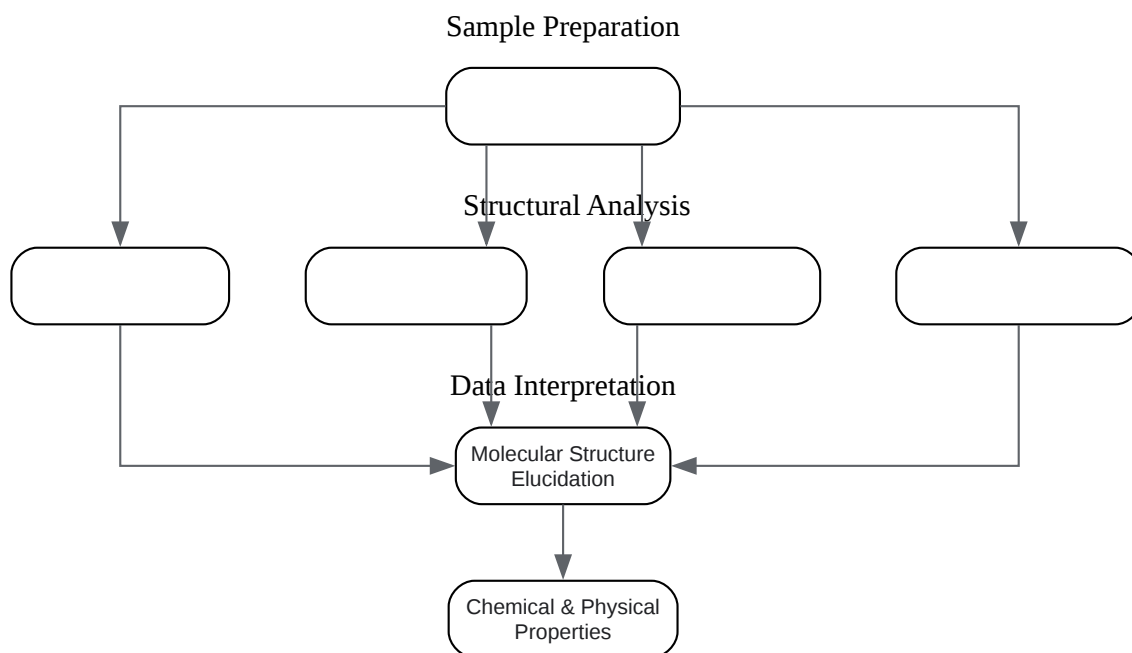 Sample Preparation
Structural Analysis
Data Interpretation
Molecular Structure
Elucidation
Chemical & Physical
Properties